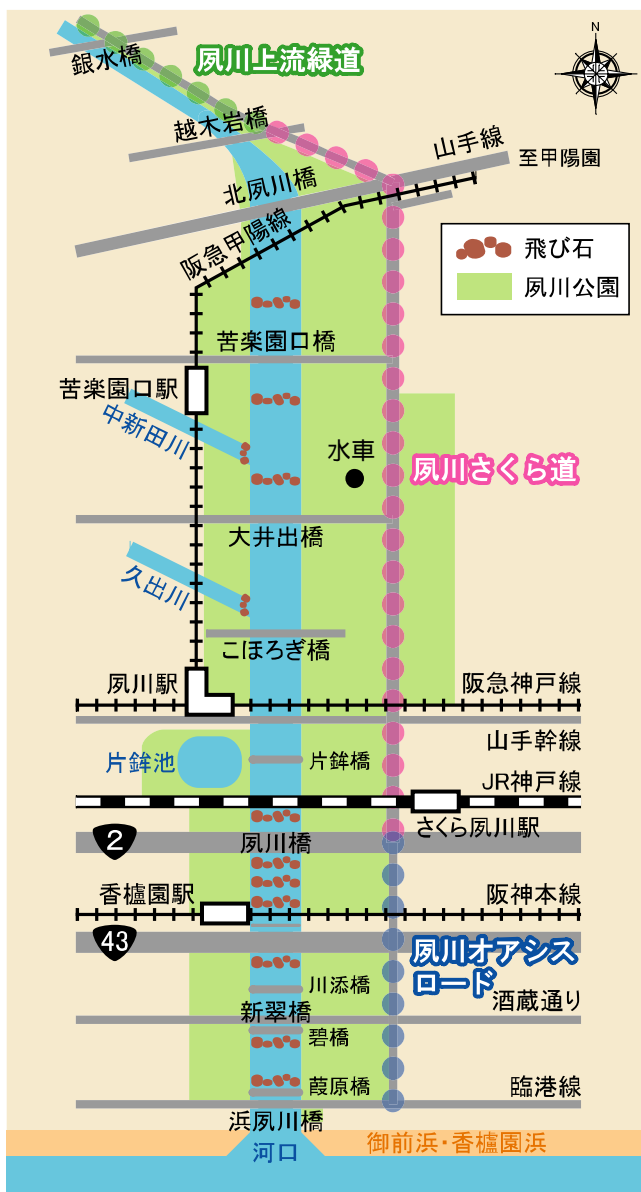 銀水橋
夙川上流緑道
N
越木岩橋
山手線
至甲陽園
北夙川橋
阪急甲陽線
飛び石
夙川公園
苦楽園口橋
苦楽園口駅
中新田川
水車
夙川さくら道
大井出橋
久出川
こほろぎ橋
夙川駅
阪急神戸線
山手幹線
片鉾池
片鉾橋
JR神戸線
さくら夙川駅
2
夙川橋
香櫨園駅
阪神本線
43
夙川オアシス
ロード
川添橋
酒蔵通り
新翠橋
碧橋
葭原橋
臨港線
浜夙川橋
河口
御前浜・香櫨園浜